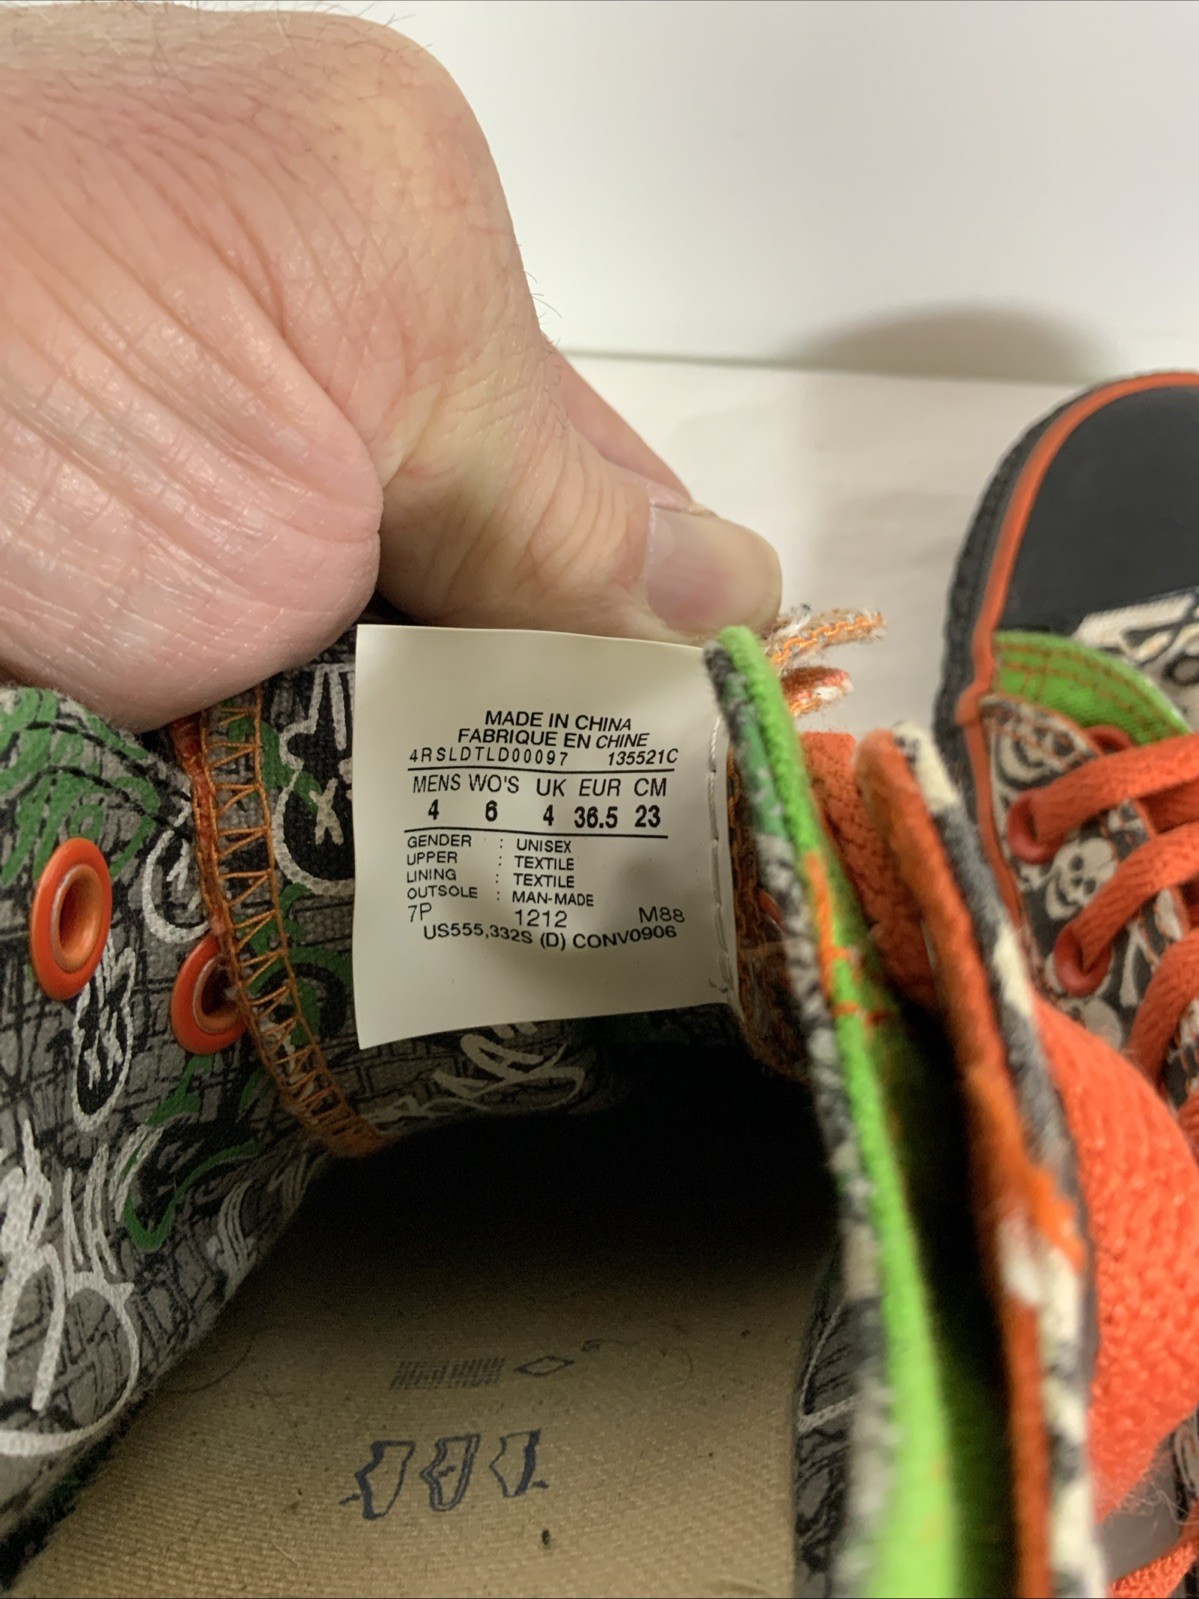 MADE IN CHINA
FABRIQUE EN CHINE
4RSLDTLD00097 135521C
MENS WO'S UK EUR CM
4 6 4 36.5 23
GENDER : UNISEX
UPPER : TEXTILE
LINING : TEXTILE
OUTSOLE : MAN-MADE
7P 1212 M88
US555,332S (D) CONV0906